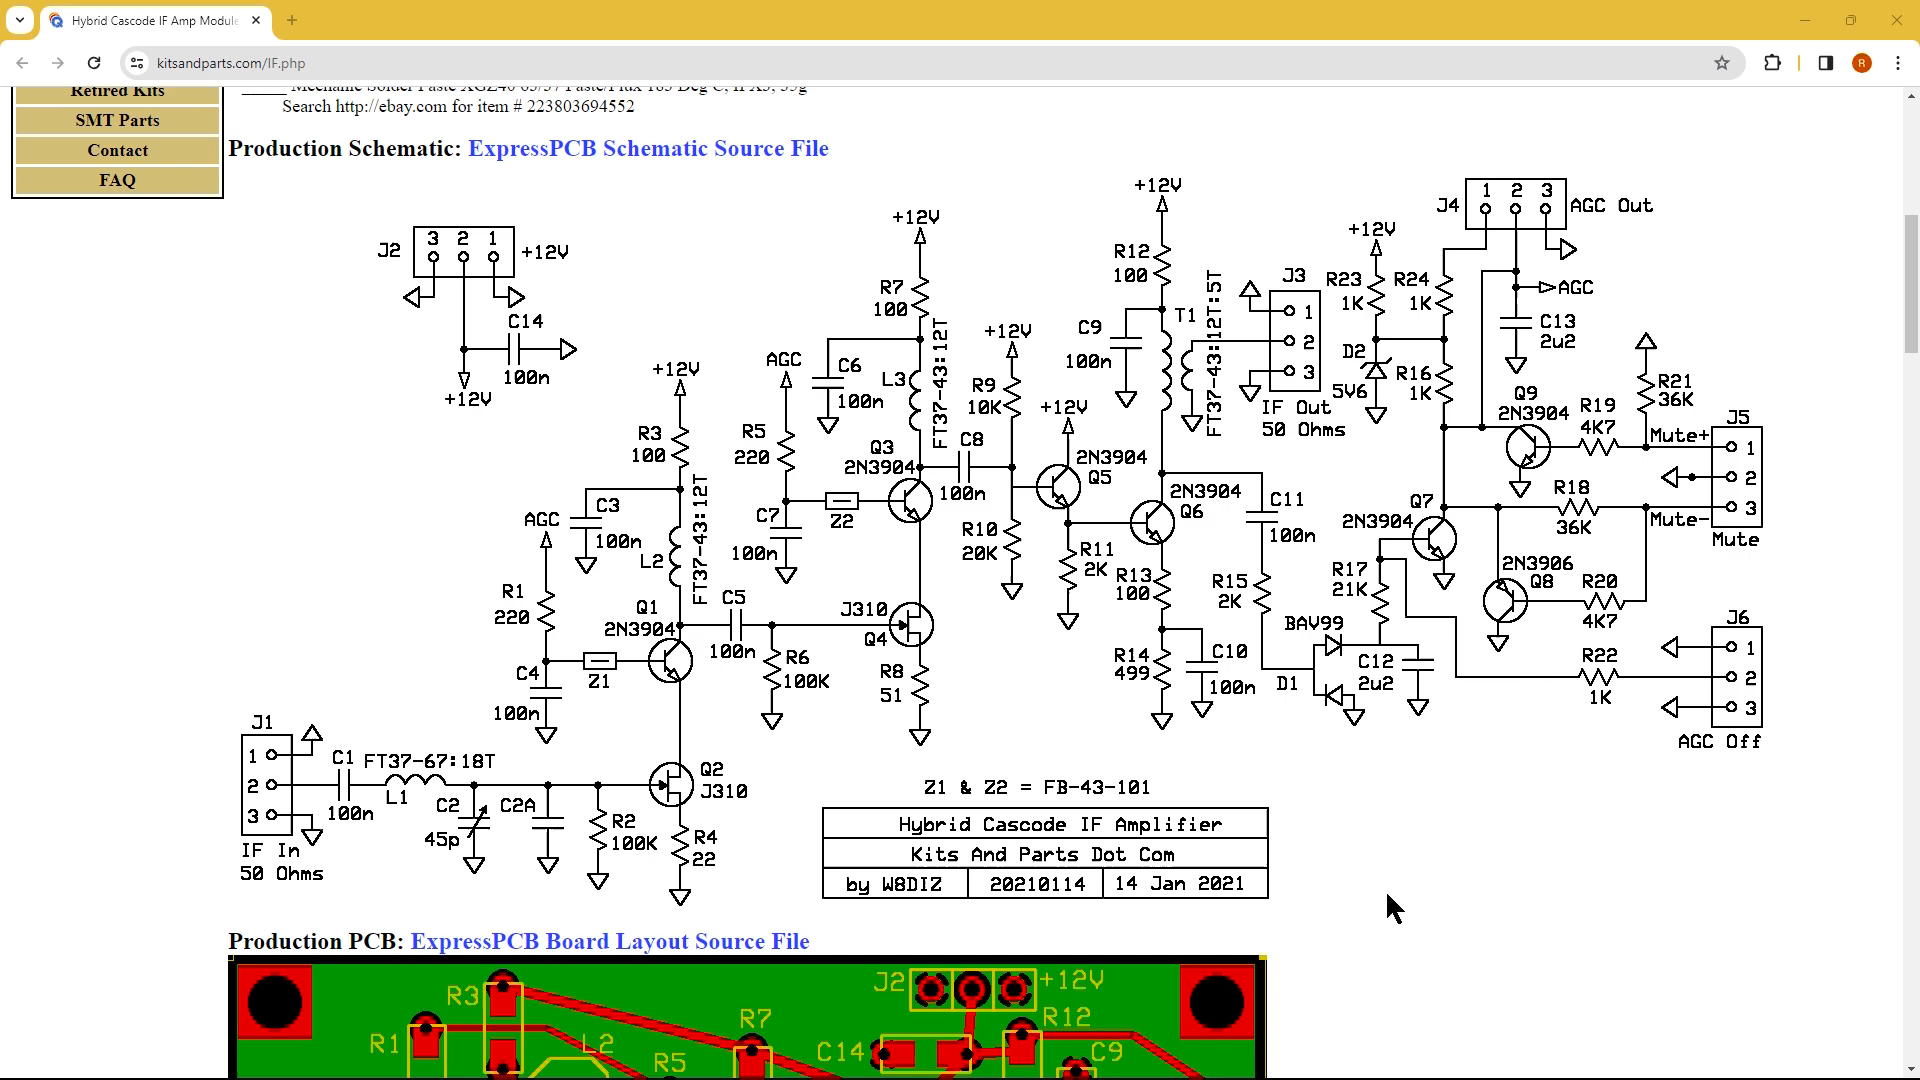 Hybrid Cascode IF Amp Module
kitsandparts.com/IF.php
R
Retired Kits
SMT Parts
Contact
FAQ
Search http://ebay.com for item # 223803694552
Production Schematic: ExpressPCB Schematic Source File
J2
3 2 1
+12V
C14
100n
+12V
+12V
R7
100
AGC
C6
100n
L3
FT37-43:12T
R5
220
Q3
2N3904
C7
100n
Z2
+12V
R3
100
C3
100n
L2
FT37-43:12T
AGC
R1
220
Q1
2N3904
C5
100n
R6
100K
J310
Q4
R8
51
C4
100n
Z1
J1
1
2
3
IF In
50 Ohms
C1
100n
FT37-67:18T
L1
C2
45p
C2A
R2
100K
Q2
J310
R4
22
+12V
R9
10K
C8
100n
R10
20K
+12V
2N3904
Q5
R11
2K
+12V
R12
100
C9
100n
T1
FT37-43:12T:5T
J3
1
2
3
IF Out
50 Ohms
2N3904
Q6
R13
100
R14
499
C10
100n
C11
100n
R15
2K
BAV99
D1
C12
2u2
+12V
R23
1K
R24
1K
D2
5V6
R16
1K
J4
1 2 3
AGC Out
AGC
C13
2u2
Q9
2N3904
R19
4K7
R21
36K
J5
Mute+
1
2
3
Mute-
Mute
R18
36K
Q7
2N3904
R17
21K
2N3906
Q8
R20
4K7
R22
1K
J6
1
2
3
AGC Off
Z1 & Z2 = FB-43-101
Hybrid Cascode IF Amplifier
Kits And Parts Dot Com
by W8DIZ 20210114 14 Jan 2021
Production PCB: ExpressPCB Board Layout Source File
R3
J2
+12V
R1
L2
R7
R5
C14
R12
C9